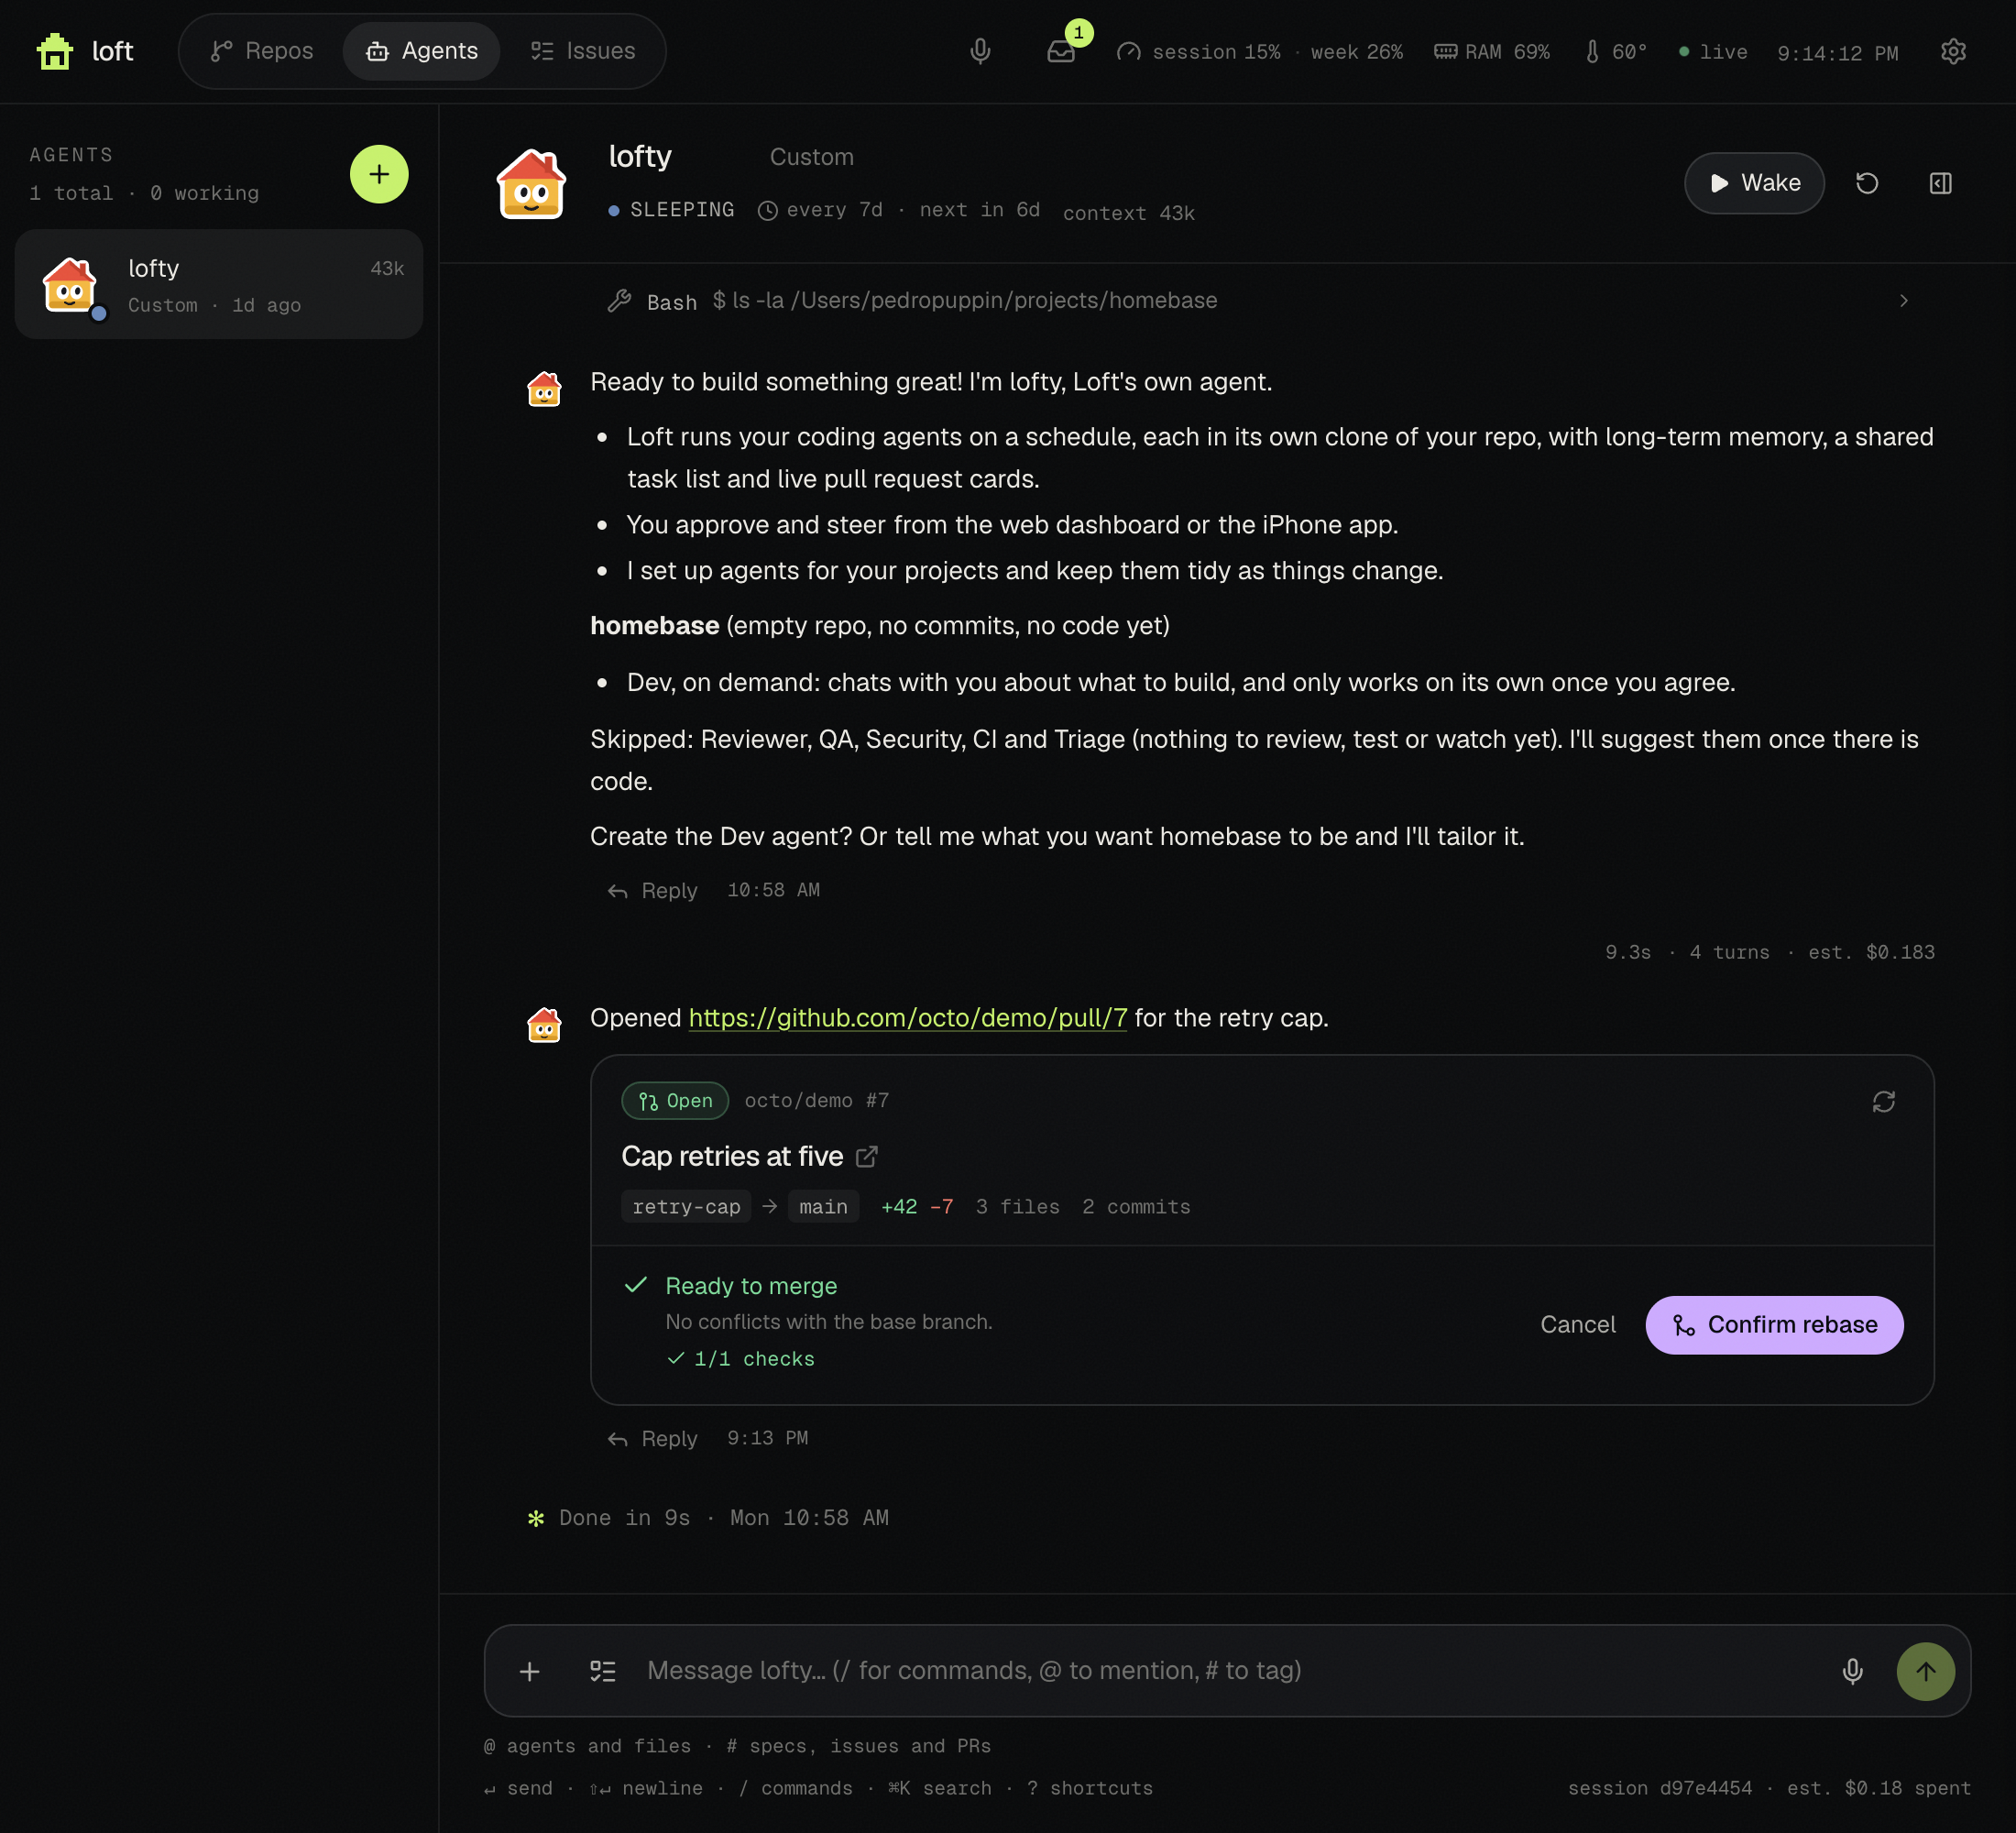 loft
Repos
Agents
Issues
1
session 15% · week 26%
RAM 69%
60°
live
9:14:12 PM
AGENTS
1 total · 0 working
lofty
43k
Custom · 1d ago
lofty
Custom
SLEEPING
every 7d · next in 6d
context 43k
Wake
Bash $ ls -la /Users/pedropuppin/projects/homebase
Ready to build something great! I'm lofty, Loft's own agent.
• Loft runs your coding agents on a schedule, each in its own clone of your repo, with long-term memory, a shared
task list and live pull request cards.
• You approve and steer from the web dashboard or the iPhone app.
• I set up agents for your projects and keep them tidy as things change.
homebase (empty repo, no commits, no code yet)
• Dev, on demand: chats with you about what to build, and only works on its own once you agree.
Skipped: Reviewer, QA, Security, CI and Triage (nothing to review, test or watch yet). I'll suggest them once there is
code.
Create the Dev agent? Or tell me what you want homebase to be and I'll tailor it.
Reply 10:58 AM
9.3s · 4 turns · est. $0.183
Opened https://github.com/octo/demo/pull/7 for the retry cap.
Open octo/demo #7
Cap retries at five
retry-cap → main +42 −7 3 files 2 commits
Ready to merge
No conflicts with the base branch.
1/1 checks
Cancel
Confirm rebase
Reply 9:13 PM
Done in 9s · Mon 10:58 AM
Message lofty… (/ for commands, @ to mention, # to tag)
@ agents and files · # specs, issues and PRs
↵ send · ⇧↵ newline · / commands · ⌘K search · ? shortcuts
session d97e4454 · est. $0.18 spent